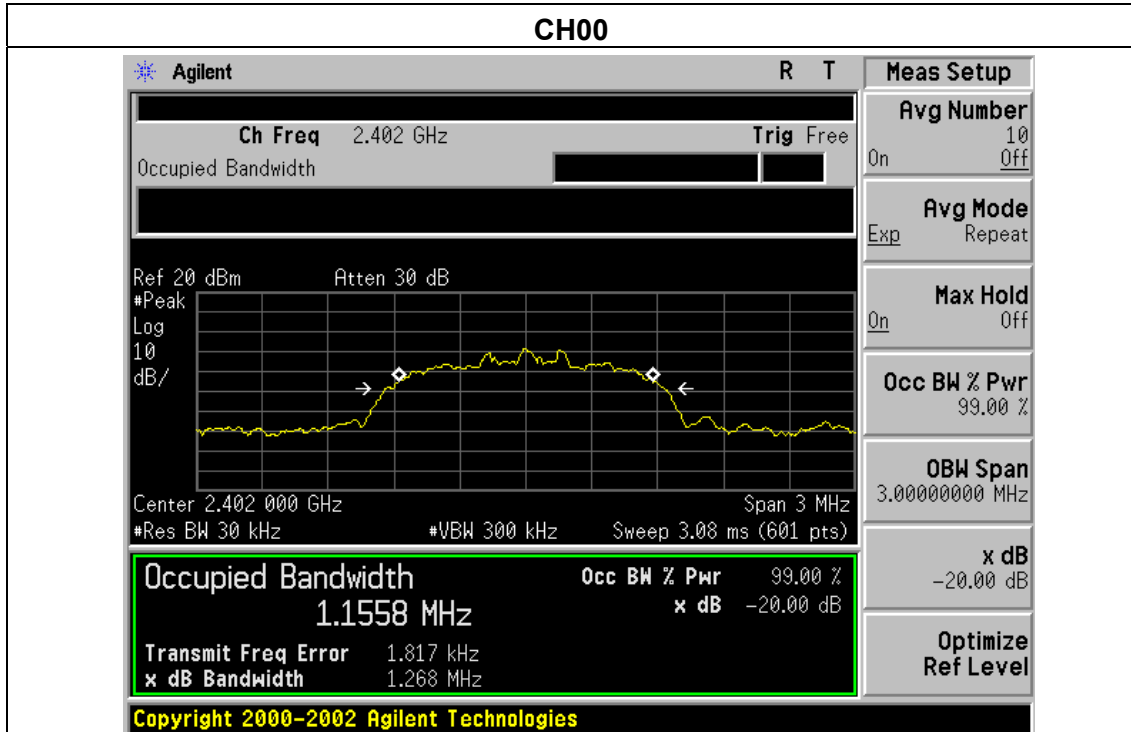 CH00
Agilent R T
Ch Freq 2.402 GHz Trig Free
Occupied Bandwidth
Ref 20 dBm Atten 30 dB
#Peak
Log
10
dB/
Center 2.402 000 GHz Span 3 MHz
#Res BW 30 kHz #VBW 300 kHz Sweep 3.08 ms (601 pts)
Occupied Bandwidth Occ BW % Pwr 99.00 %
1.1558 MHz x dB -20.00 dB
Transmit Freq Error 1.817 kHz
x dB Bandwidth 1.268 MHz
Copyright 2000-2002 Agilent Technologies
Meas Setup
Avg Number
10
On Off
Avg Mode
Exp Repeat
Max Hold
On Off
Occ BW % Pwr
99.00 %
OBW Span
3.00000000 MHz
x dB
-20.00 dB
Optimize
Ref Level